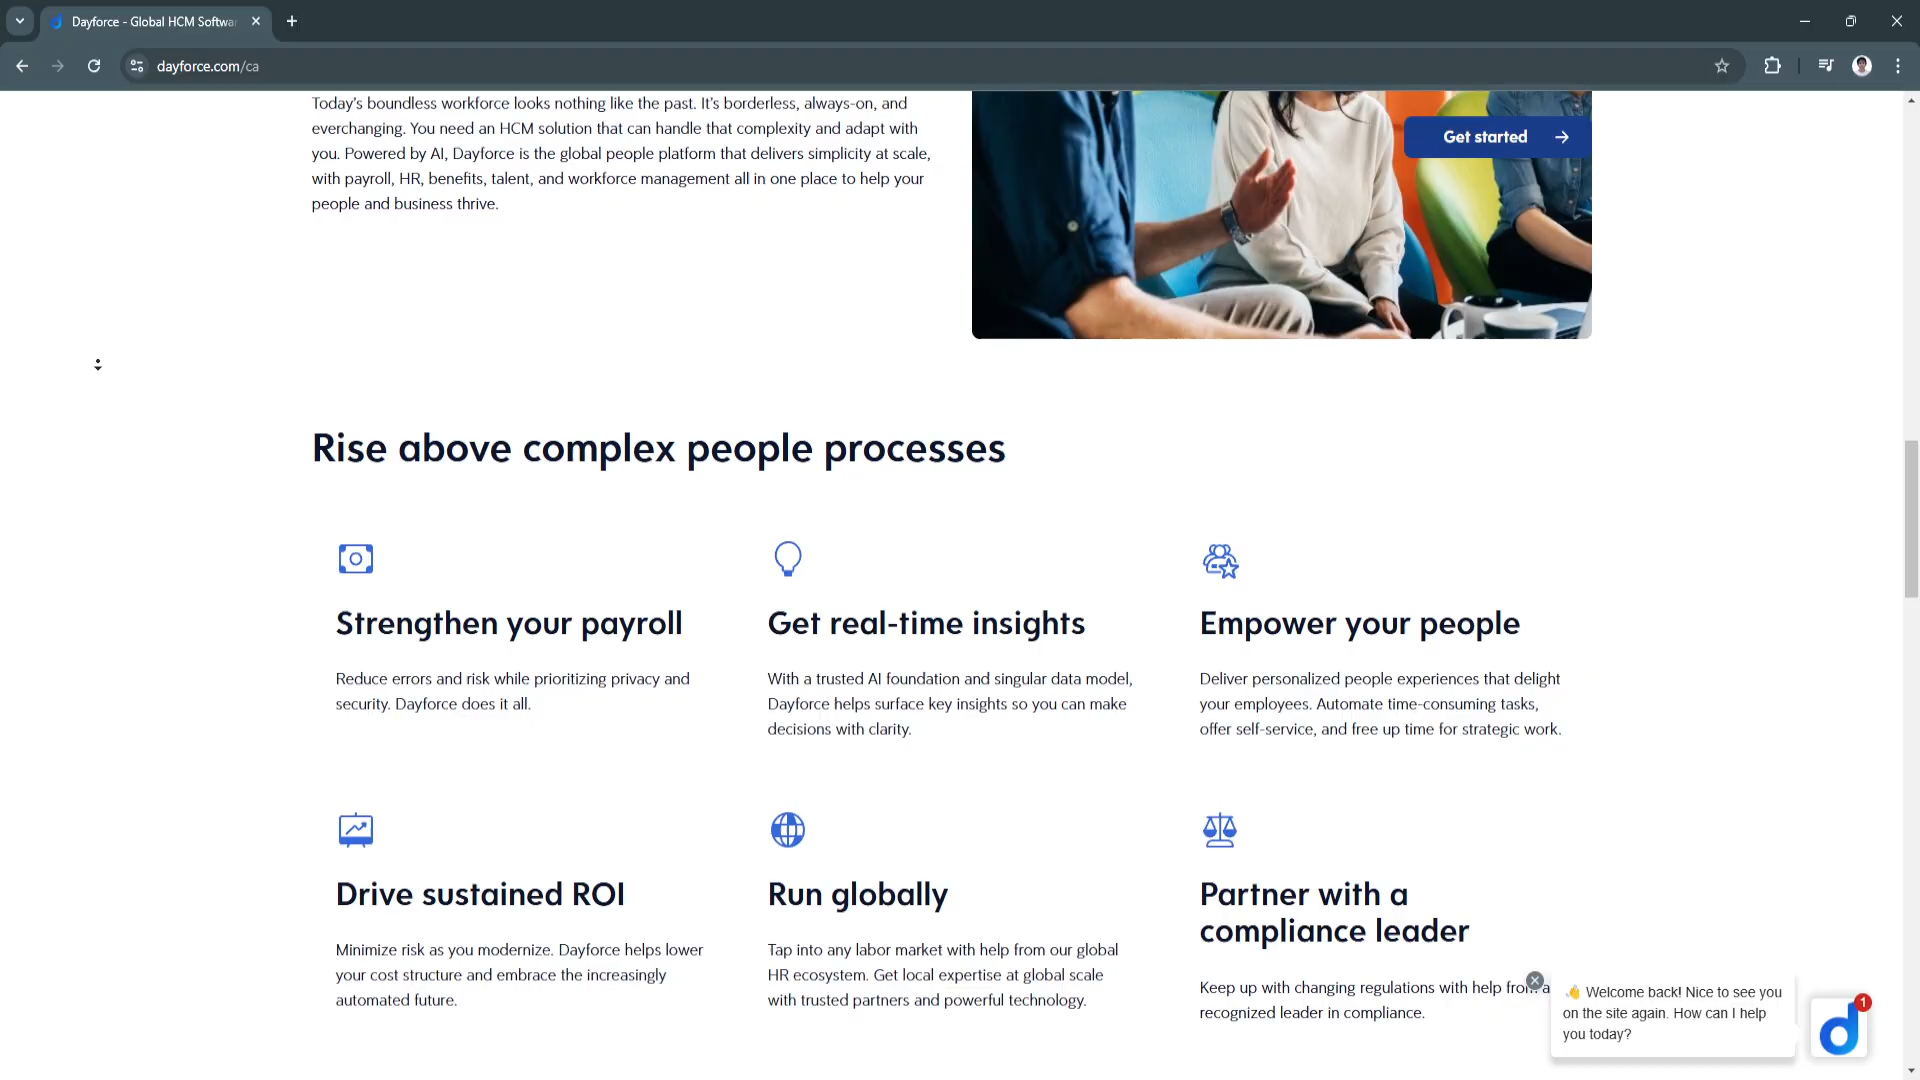 Dayforce - Global HCM Softwa
dayforce.com/ca
Today’s boundless workforce looks nothing like the past. It’s borderless, always-on, and
everchanging. You need an HCM solution that can handle that complexity and adapt with
you. Powered by AI, Dayforce is the global people platform that delivers simplicity at scale,
with payroll, HR, benefits, talent, and workforce management all in one place to help your
people and business thrive.
Get started
Rise above complex people processes
Strengthen your payroll
Reduce errors and risk while prioritizing privacy and
security. Dayforce does it all.
Get real-time insights
With a trusted AI foundation and singular data model,
Dayforce helps surface key insights so you can make
decisions with clarity.
Empower your people
Deliver personalized people experiences that delight
your employees. Automate time-consuming tasks,
offer self-service, and free up time for strategic work.
Drive sustained ROI
Minimize risk as you modernize. Dayforce helps lower
your cost structure and embrace the increasingly
automated future.
Run globally
Tap into any labor market with help from our global
HR ecosystem. Get local expertise at global scale
with trusted partners and powerful technology.
Partner with a
compliance leader
Keep up with changing regulations with help from a
recognized leader in compliance.
👋 Welcome back! Nice to see you
on the site again. How can I help
you today?
1